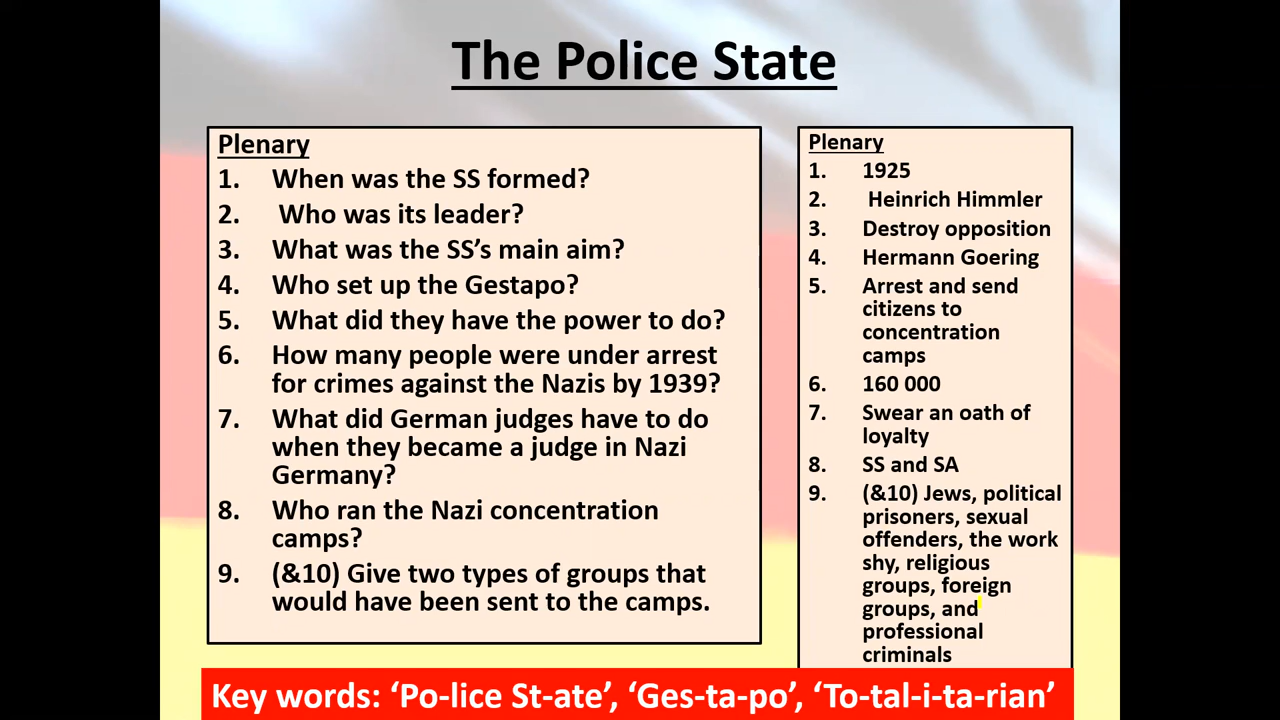 The Police State
Plenary
1. When was the SS formed?
2. Who was its leader?
3. What was the SS’s main aim?
4. Who set up the Gestapo?
5. What did they have the power to do?
6. How many people were under arrest
for crimes against the Nazis by 1939?
7. What did German judges have to do
when they became a judge in Nazi
Germany?
8. Who ran the Nazi concentration
camps?
9. (&10) Give two types of groups that
would have been sent to the camps.
Plenary
1. 1925
2. Heinrich Himmler
3. Destroy opposition
4. Hermann Goering
5. Arrest and send
citizens to
concentration
camps
6. 160 000
7. Swear an oath of
loyalty
8. SS and SA
9. (&10) Jews, political
prisoners, sexual
offenders, the work
shy, religious
groups, foreign
groups, and
professional
criminals
Key words: ‘Po-lice St-ate’, ‘Ges-ta-po’, ‘To-tal-i-ta-rian’